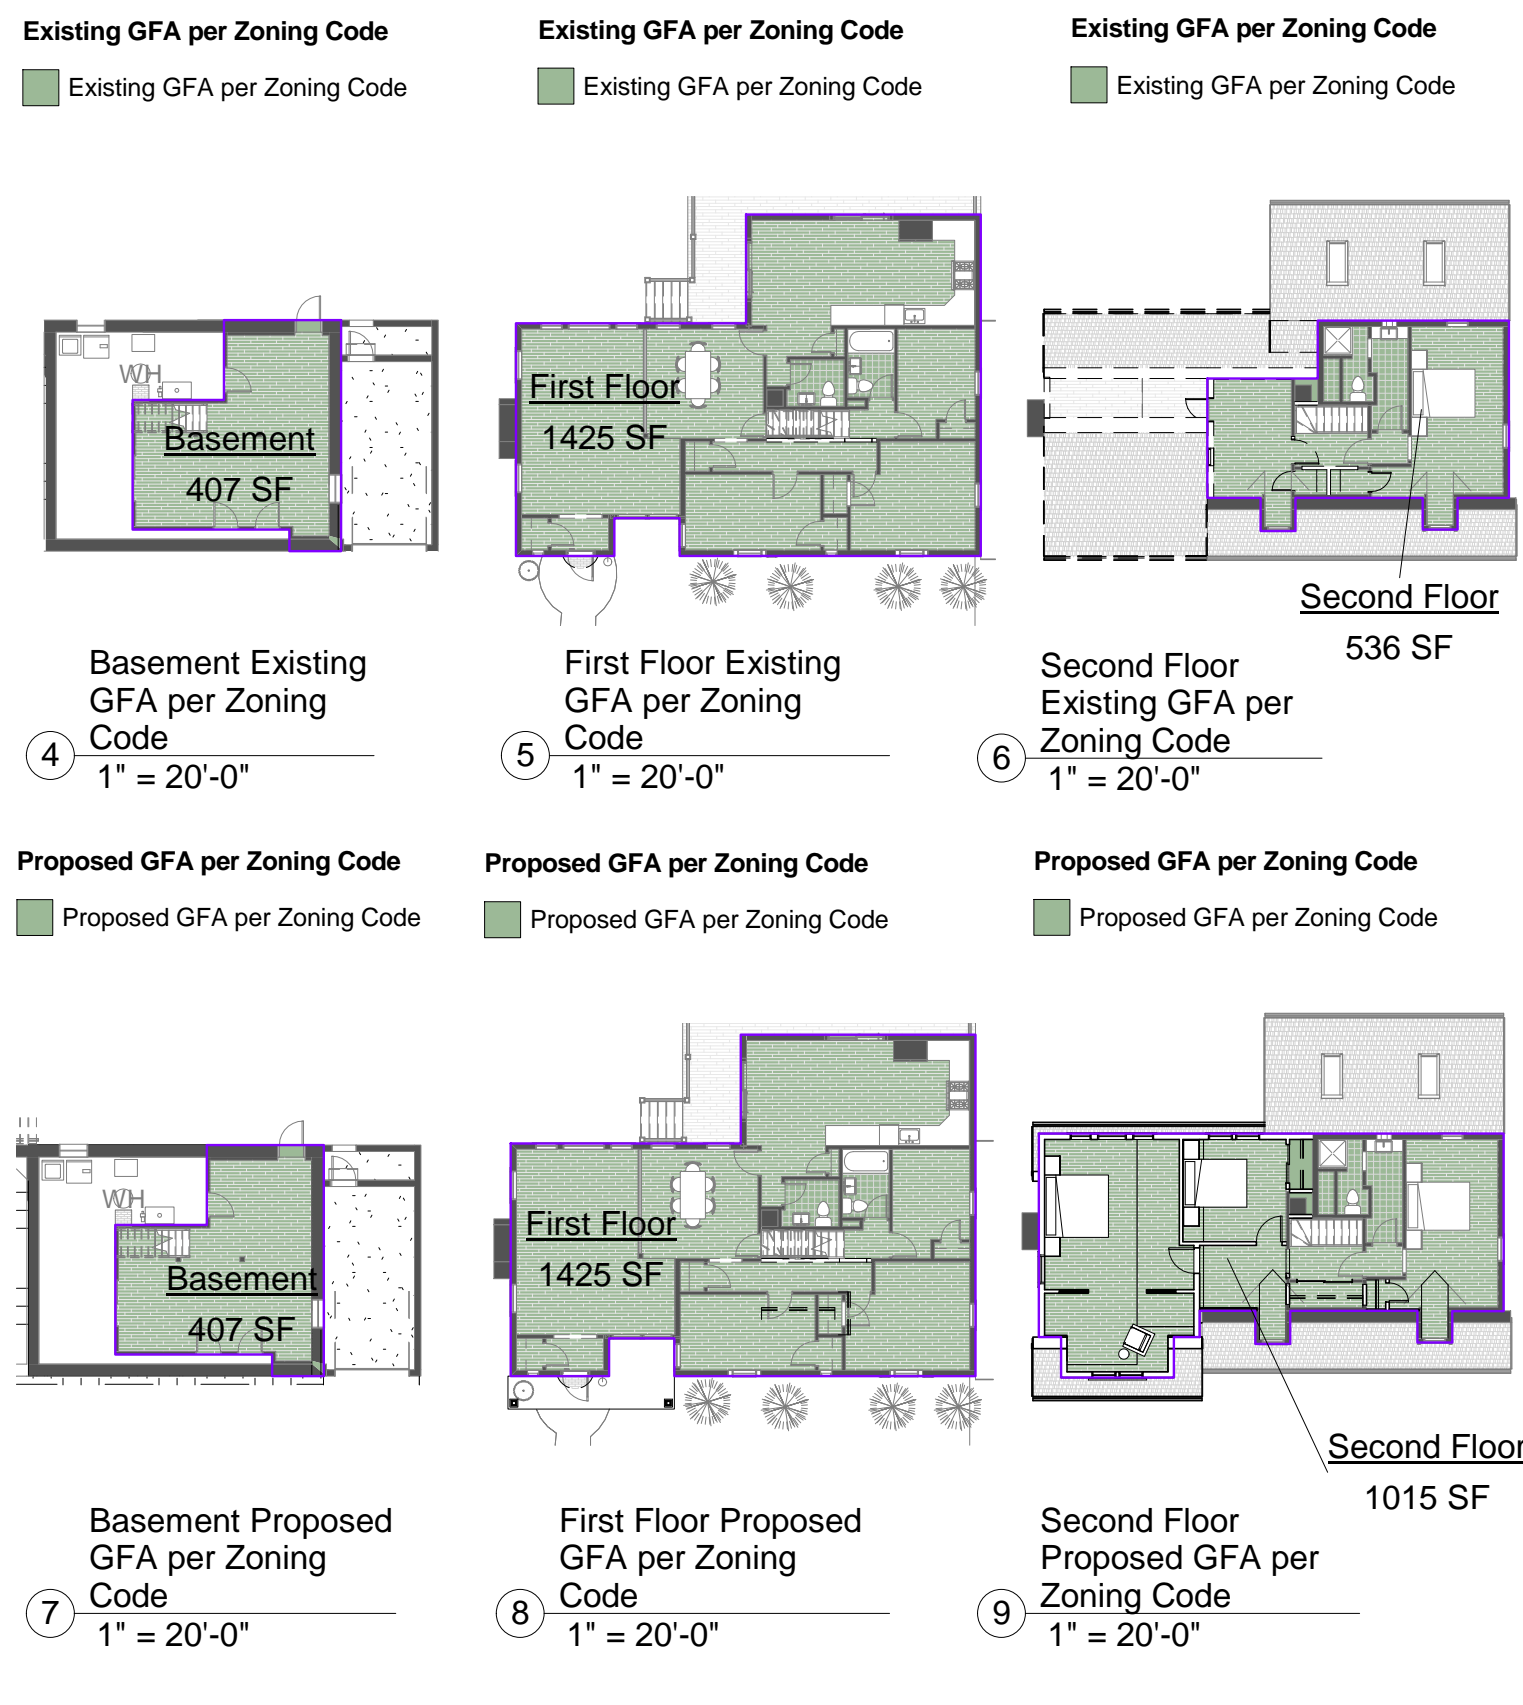 Existing GFA per Zoning Code
Existing GFA per Zoning Code
WH
Basement
407 SF
Basement Existing
GFA per Zoning
Code
4
1" = 20'-0"
Existing GFA per Zoning Code
Existing GFA per Zoning Code
First Floor
1425 SF
First Floor Existing
GFA per Zoning
Code
5
1" = 20'-0"
Existing GFA per Zoning Code
Existing GFA per Zoning Code
Second Floor
536 SF
Second Floor
Existing GFA per
Zoning Code
6
1" = 20'-0"
Proposed GFA per Zoning Code
Proposed GFA per Zoning Code
WH
Basement
407 SF
Basement Proposed
GFA per Zoning
Code
7
1" = 20'-0"
Proposed GFA per Zoning Code
Proposed GFA per Zoning Code
First Floor
1425 SF
First Floor Proposed
GFA per Zoning
Code
8
1" = 20'-0"
Proposed GFA per Zoning Code
Proposed GFA per Zoning Code
Second Floor
1015 SF
Second Floor
Proposed GFA per
Zoning Code
9
1" = 20'-0"